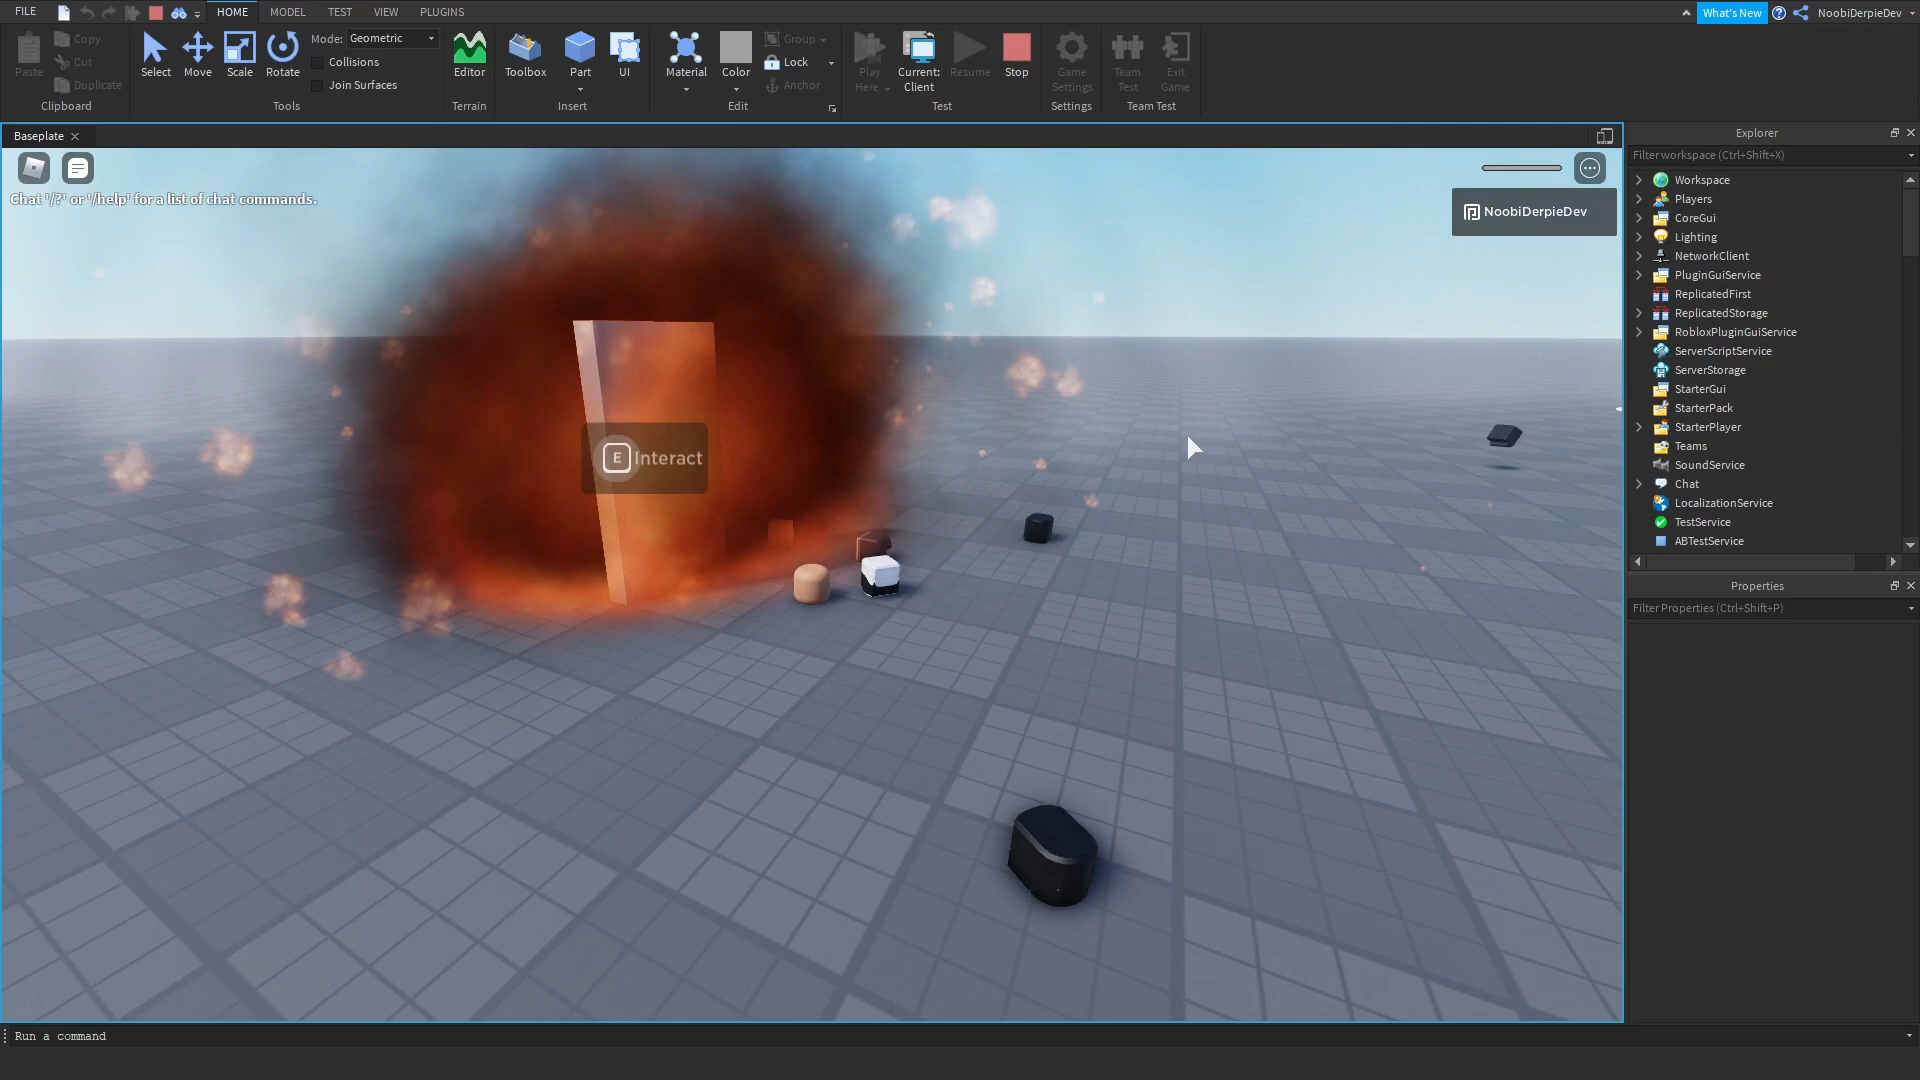 FILE
HOME
MODEL
TEST
VIEW
PLUGINS
What's New
NoobiDerpieDev
Paste
Copy
Cut
Duplicate
Clipboard
Select
Move
Scale
Rotate
Mode: Geometric
Collisions
Join Surfaces
Tools
Editor
Terrain
Toolbox
Part
UI
Insert
Material
Color
Group
Lock
Anchor
Edit
Play
Here
Current:
Client
Resume
Stop
Test
Game
Settings
Settings
Team
Test
Exit
Game
Team Test
Baseplate
Chat '/?' or '/help' for a list of chat commands.
NoobiDerpieDev
E Interact
Explorer
Filter workspace (Ctrl+Shift+X)
Workspace
Players
CoreGui
Lighting
NetworkClient
PluginGuiService
ReplicatedFirst
ReplicatedStorage
RobloxPluginGuiService
ServerScriptService
ServerStorage
StarterGui
StarterPack
StarterPlayer
Teams
SoundService
Chat
LocalizationService
TestService
ABTestService
Properties
Filter Properties (Ctrl+Shift+P)
Run a command